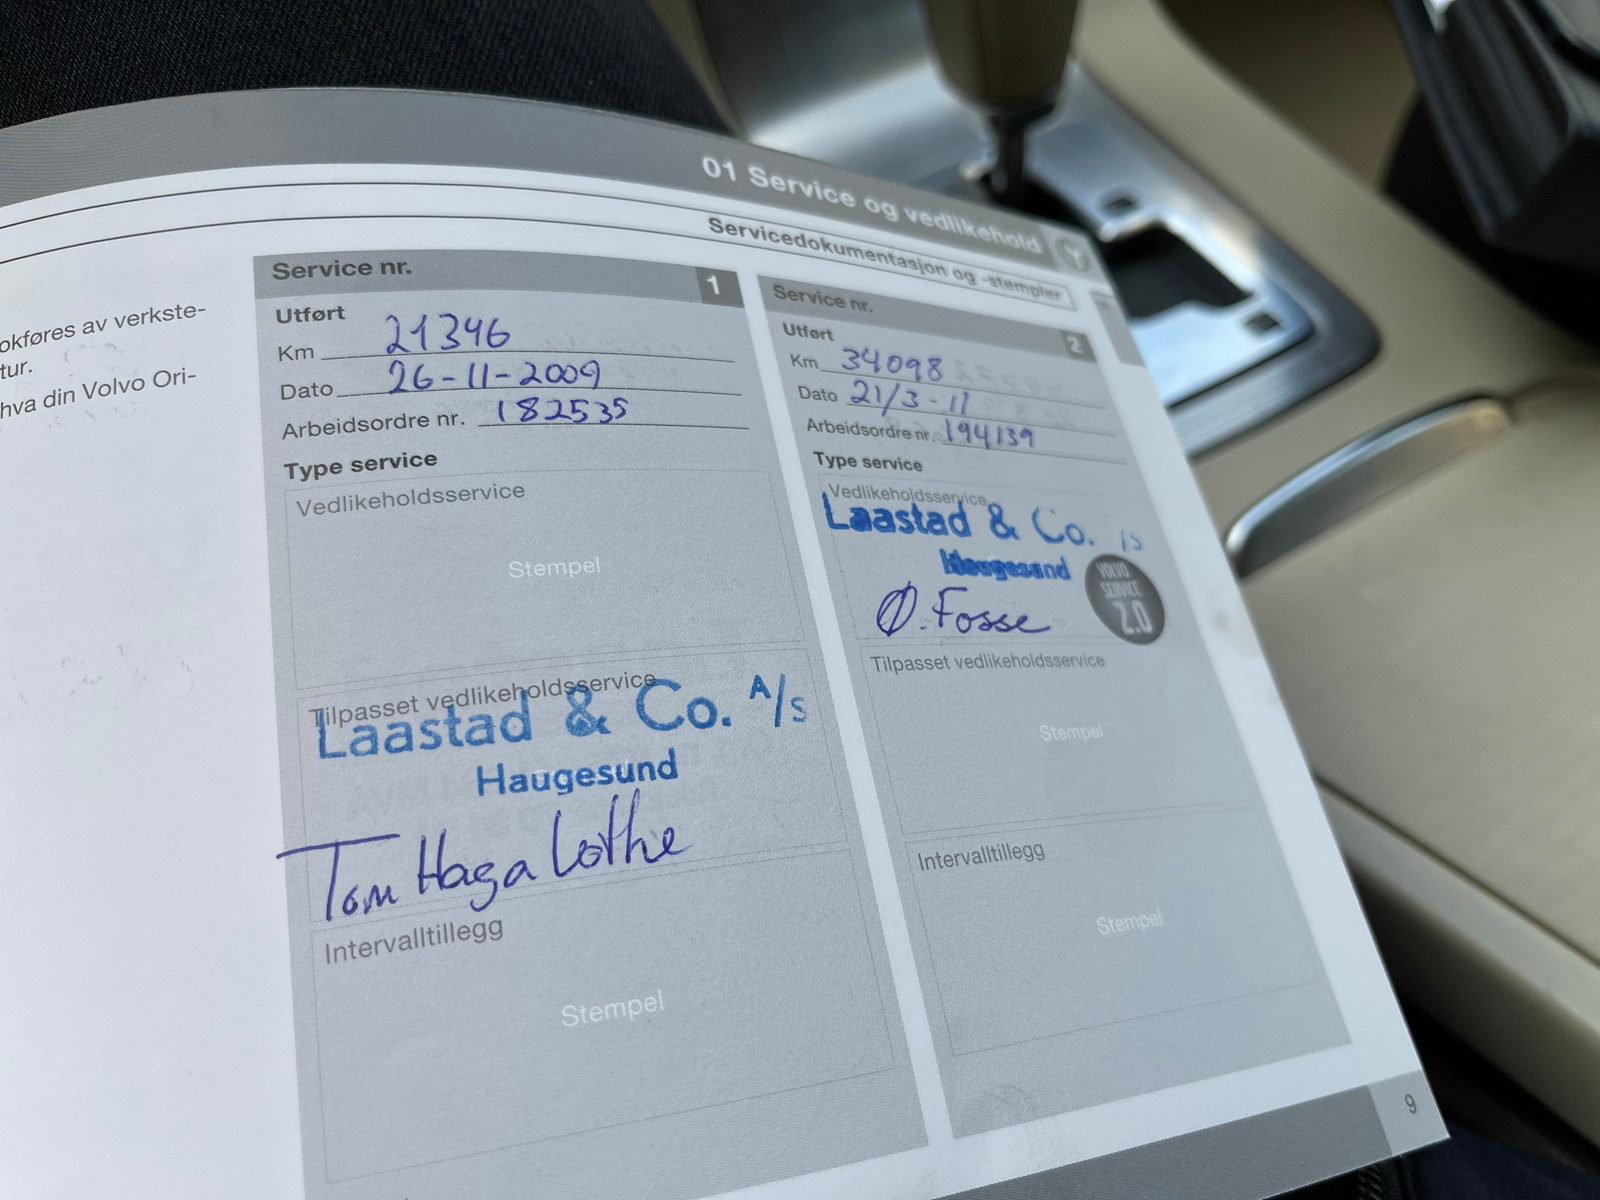 01 Service og vedlikehold
Servicedokumentasjon og -stempler
okføres av verkste-
tur.
hva din Volvo Ori-
Service nr. 1
Utført
Km 21346
Dato 26-11-2009
Arbeidsordre nr. 182535
Type service
Vedlikeholdsservice
Stempel
Tilpasset vedlikeholdsservice
Laastad & Co. A/S
Haugesund
Tom Haga Lothe
Intervalltillegg
Stempel
Service nr. 2
Utført
Km 34098
Dato 21/3-11
Arbeidsordre nr. 194139
Type service
Vedlikeholdsservice
Laastad & Co.
Haugesund
VOLVO
SERVICE
2.0
Ø. Fosse
Tilpasset vedlikeholdsservice
Stempel
Intervalltillegg
Stempel
9